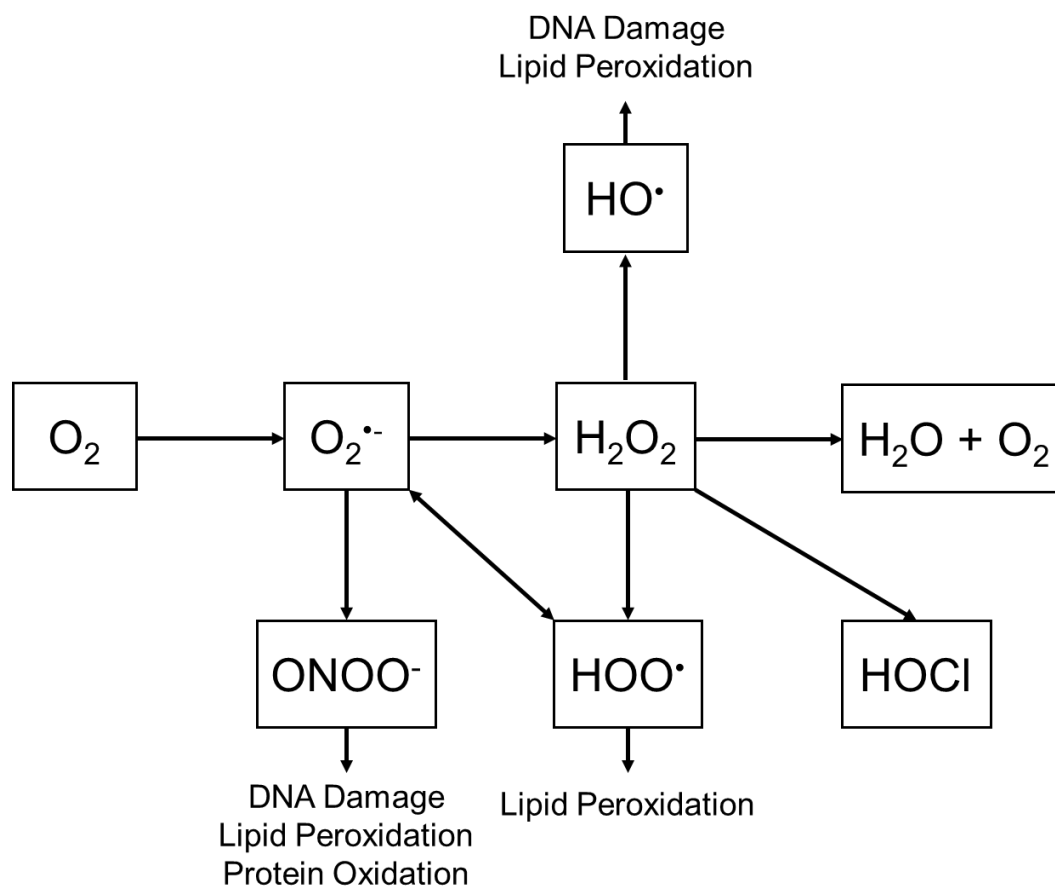 DNA Damage
Lipid Peroxidation
HO•
O₂
O₂•-
H₂O₂
H₂O + O₂
ONOO-
HOO•
HOCl
DNA Damage
Lipid Peroxidation
Protein Oxidation
Lipid Peroxidation